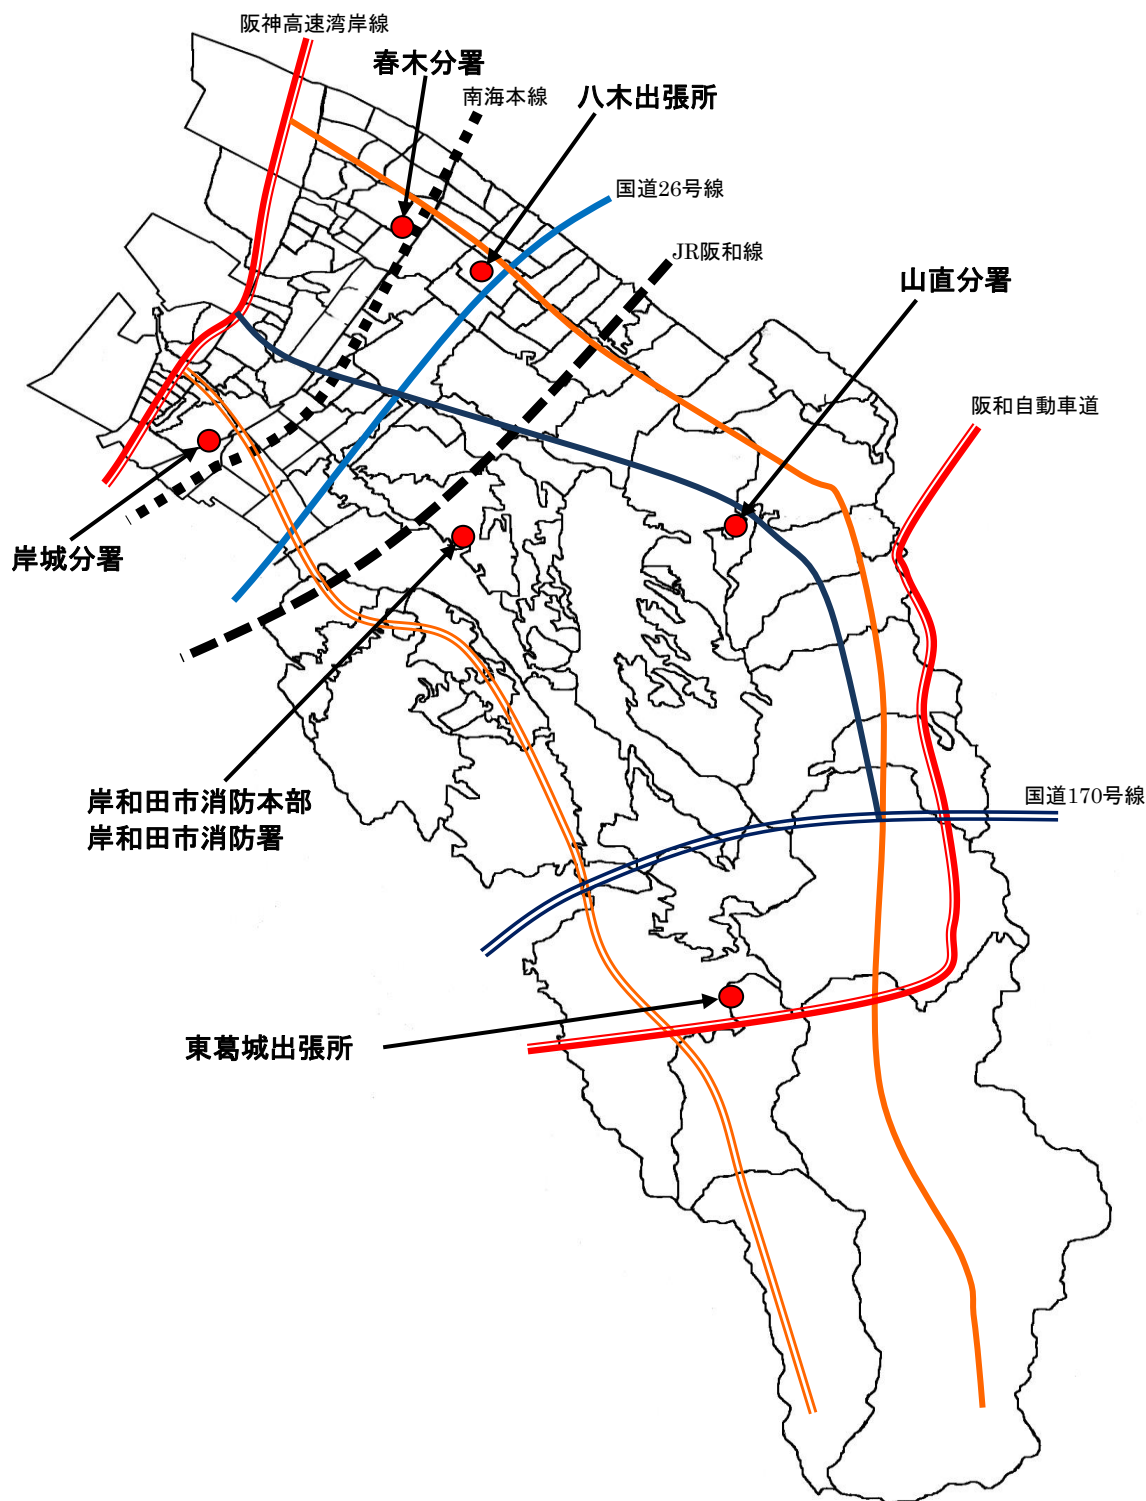 阪神高速湾岸線
春木分署
南海本線
八木出張所
国道26号線
JR阪和線
山直分署
阪和自動車道
岸城分署
岸和田市消防本部
岸和田市消防署
国道170号線
東葛城出張所